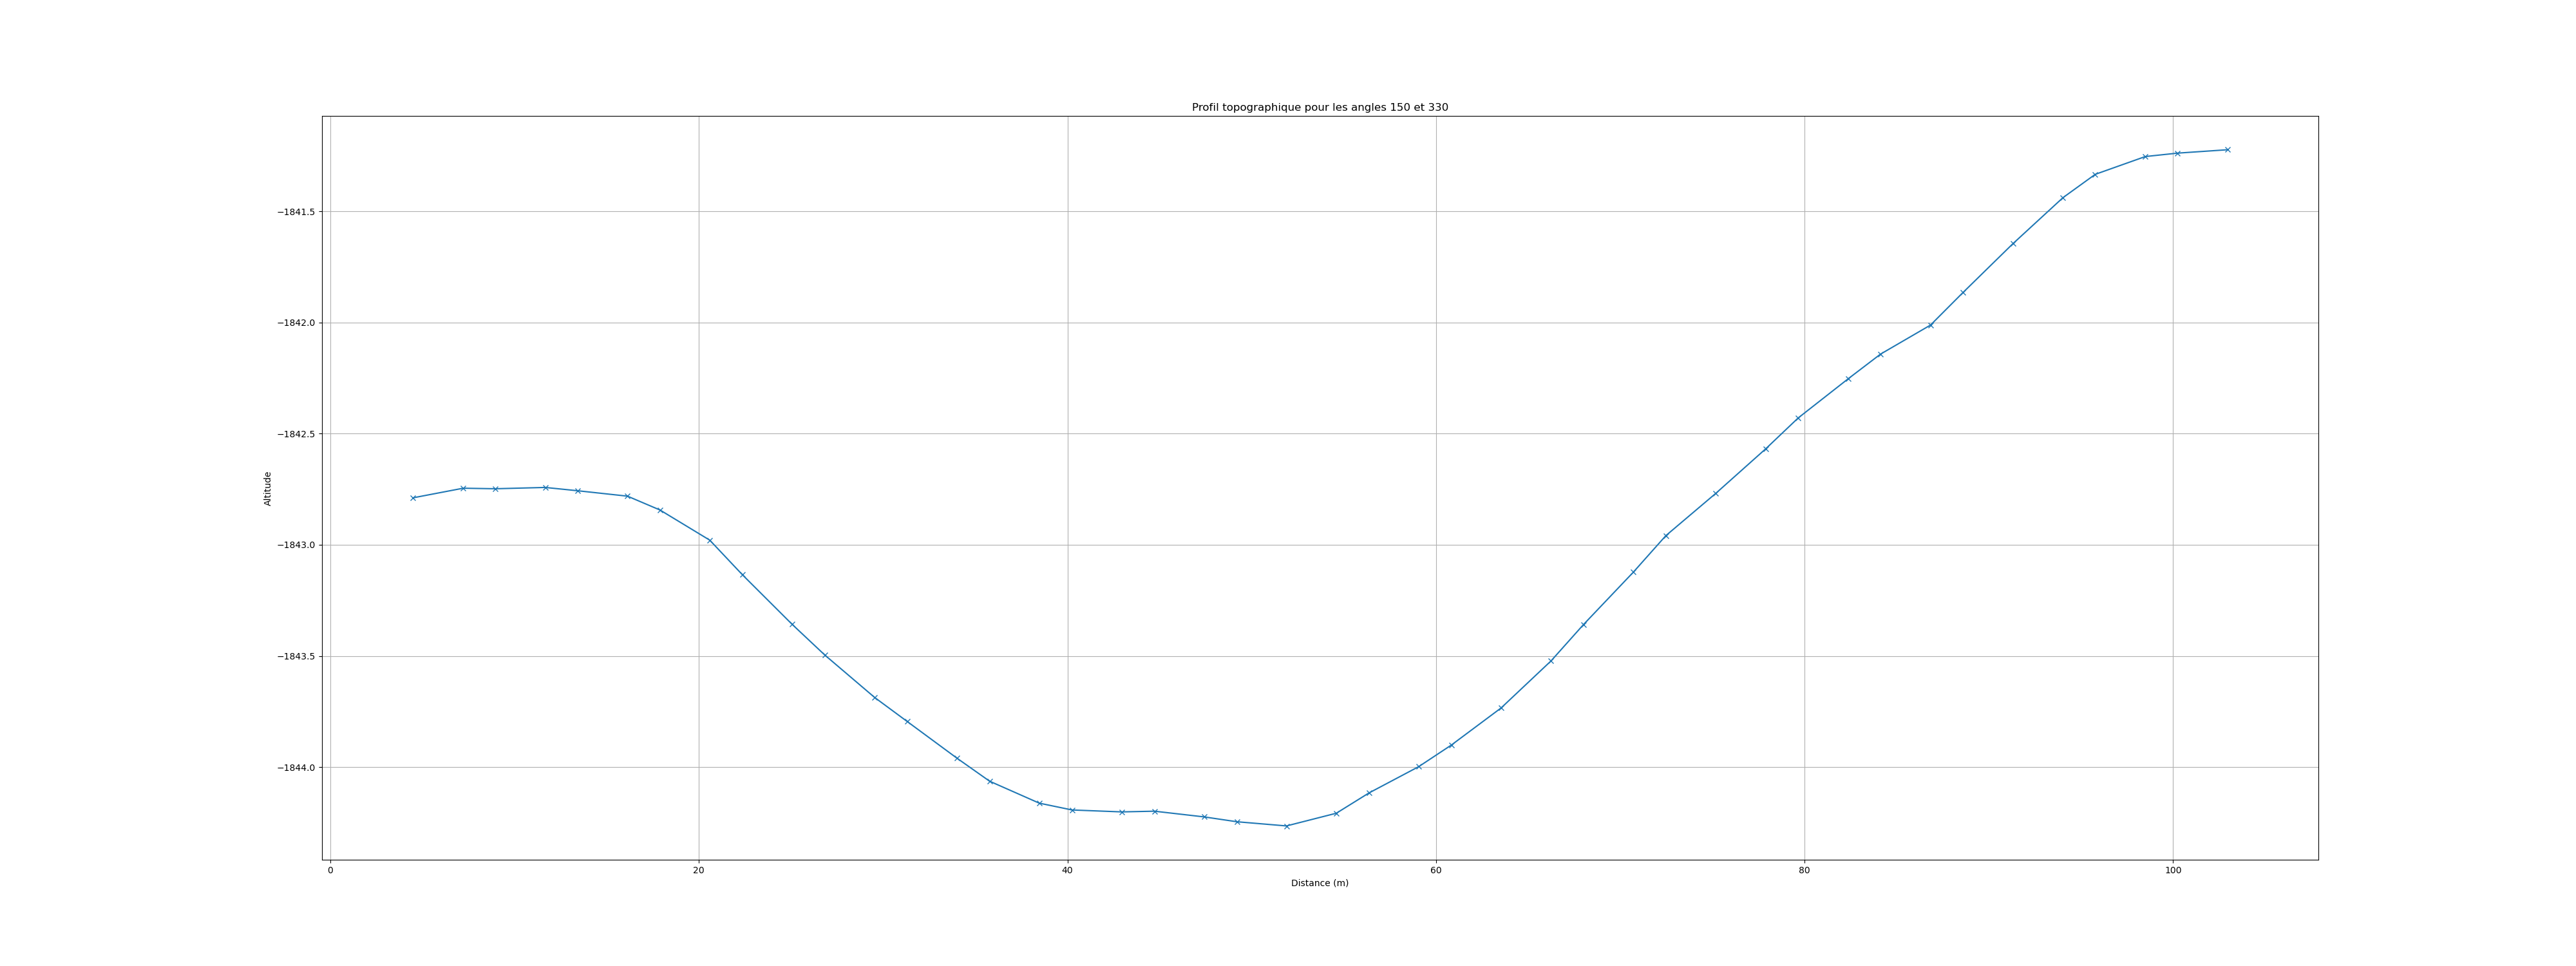 Profil topographique pour les angles 150 et 330
Altitude
−1841.5
−1842.0
−1842.5
−1843.0
−1843.5
−1844.0
0 20 40 60 80 100
Distance (m)